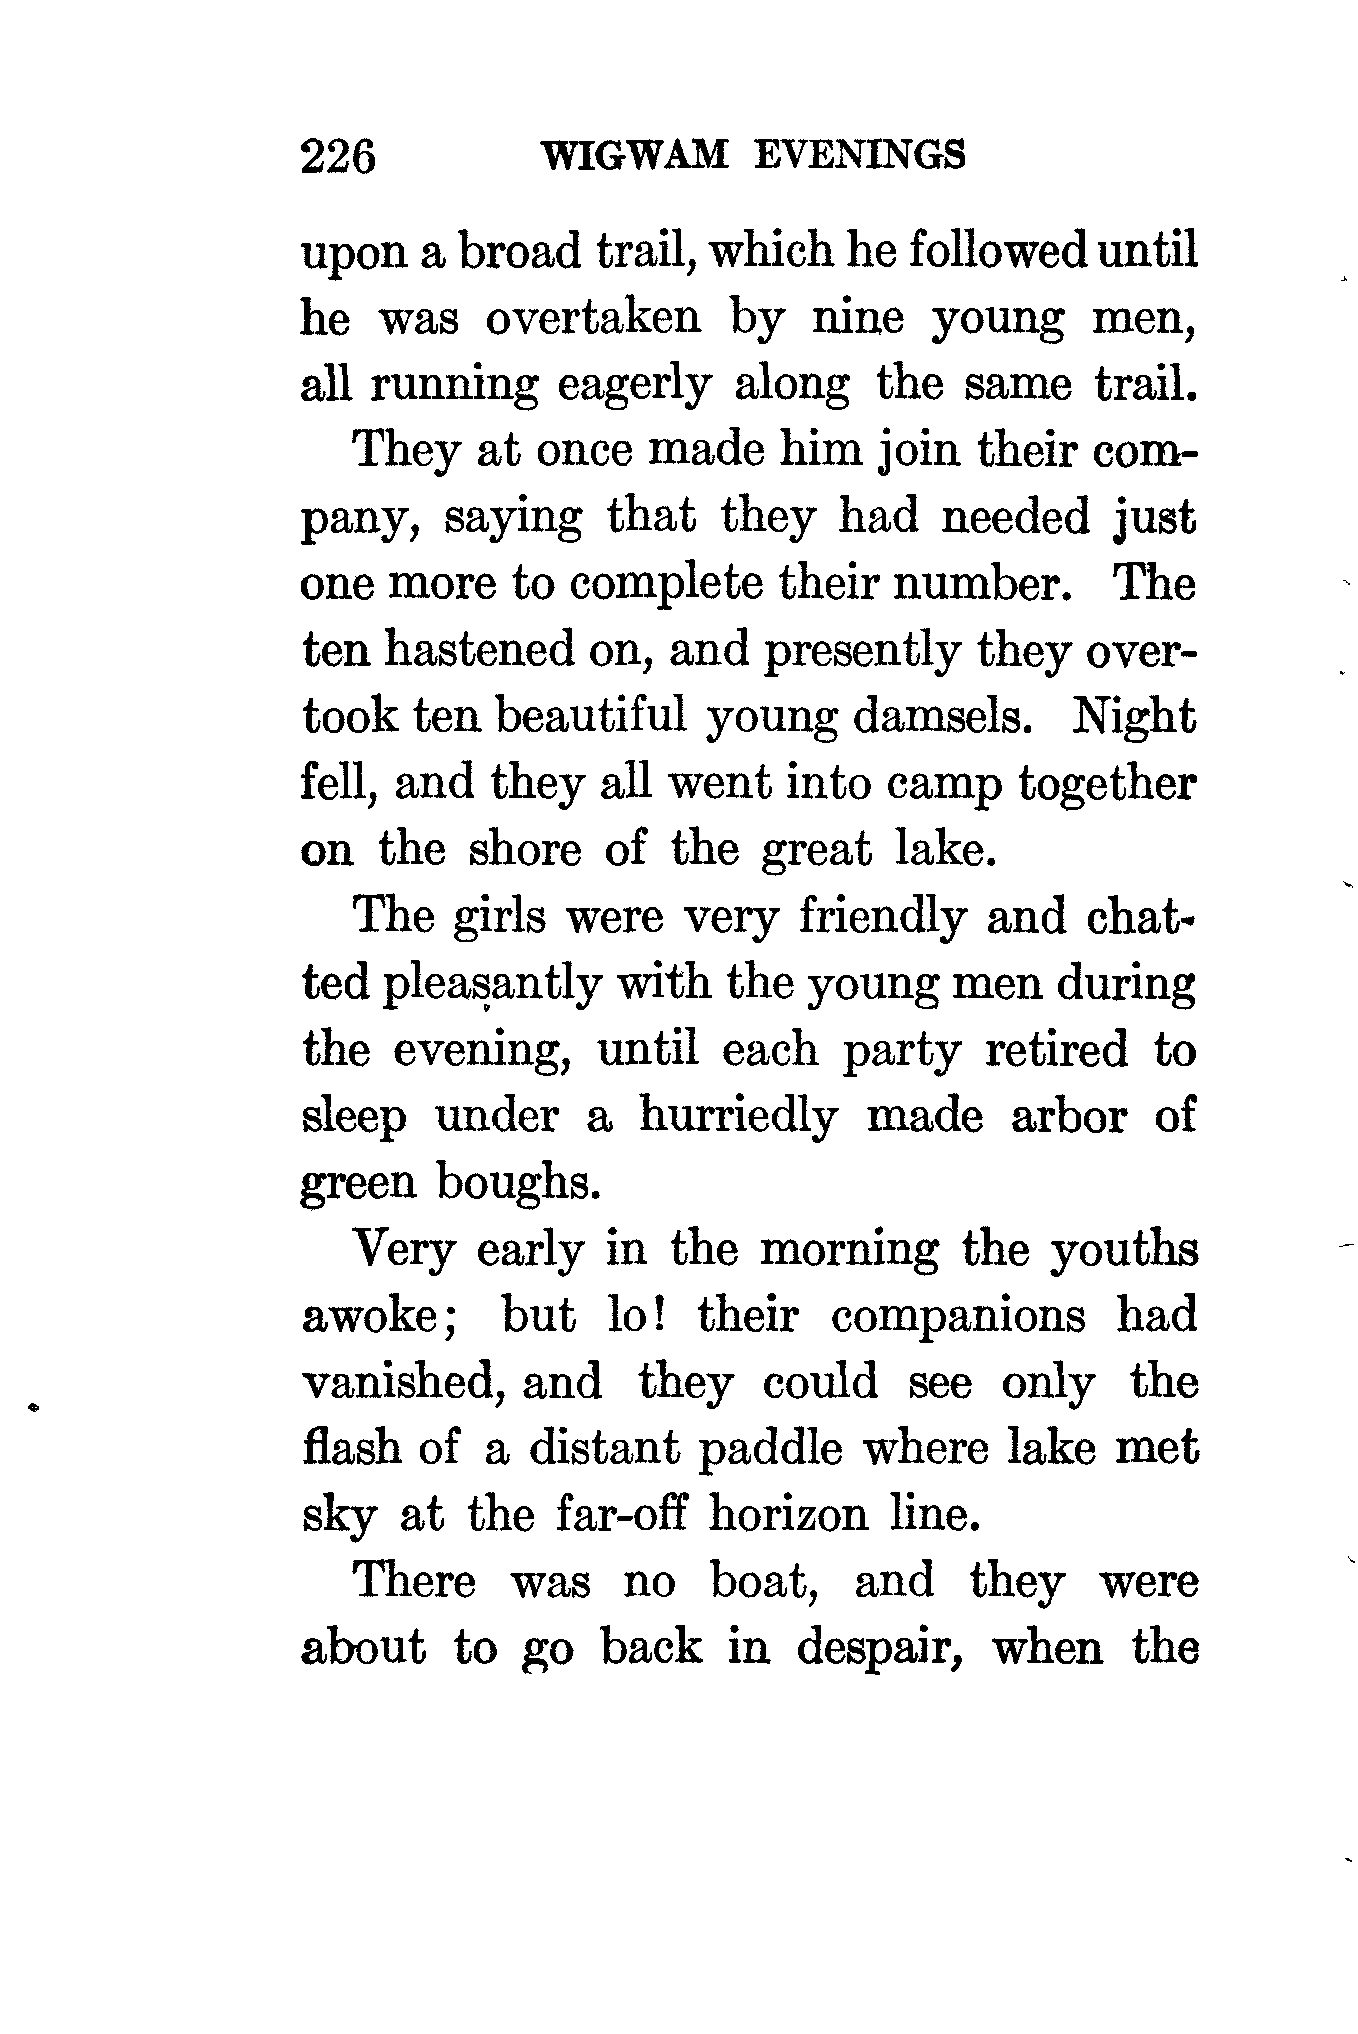 226 WIGWAM EVENINGS
upon a broad trail, which he followed until
he was overtaken by nine young men,
all running eagerly along the same trail.
They at once made him join their com-
pany, saying that they had needed just
one more to complete their number. The
ten hastened on, and presently they over-
took ten beautiful young damsels. Night
fell, and they all went into camp together
on the shore of the great lake.
The girls were very friendly and chat-
ted pleasantly with the young men during
the evening, until each party retired to
sleep under a hurriedly made arbor of
green boughs.
Very early in the morning the youths
awoke; but lo! their companions had
vanished, and they could see only the
flash of a distant paddle where lake met
sky at the far-off horizon line.
There was no boat, and they were
about to go back in despair, when the